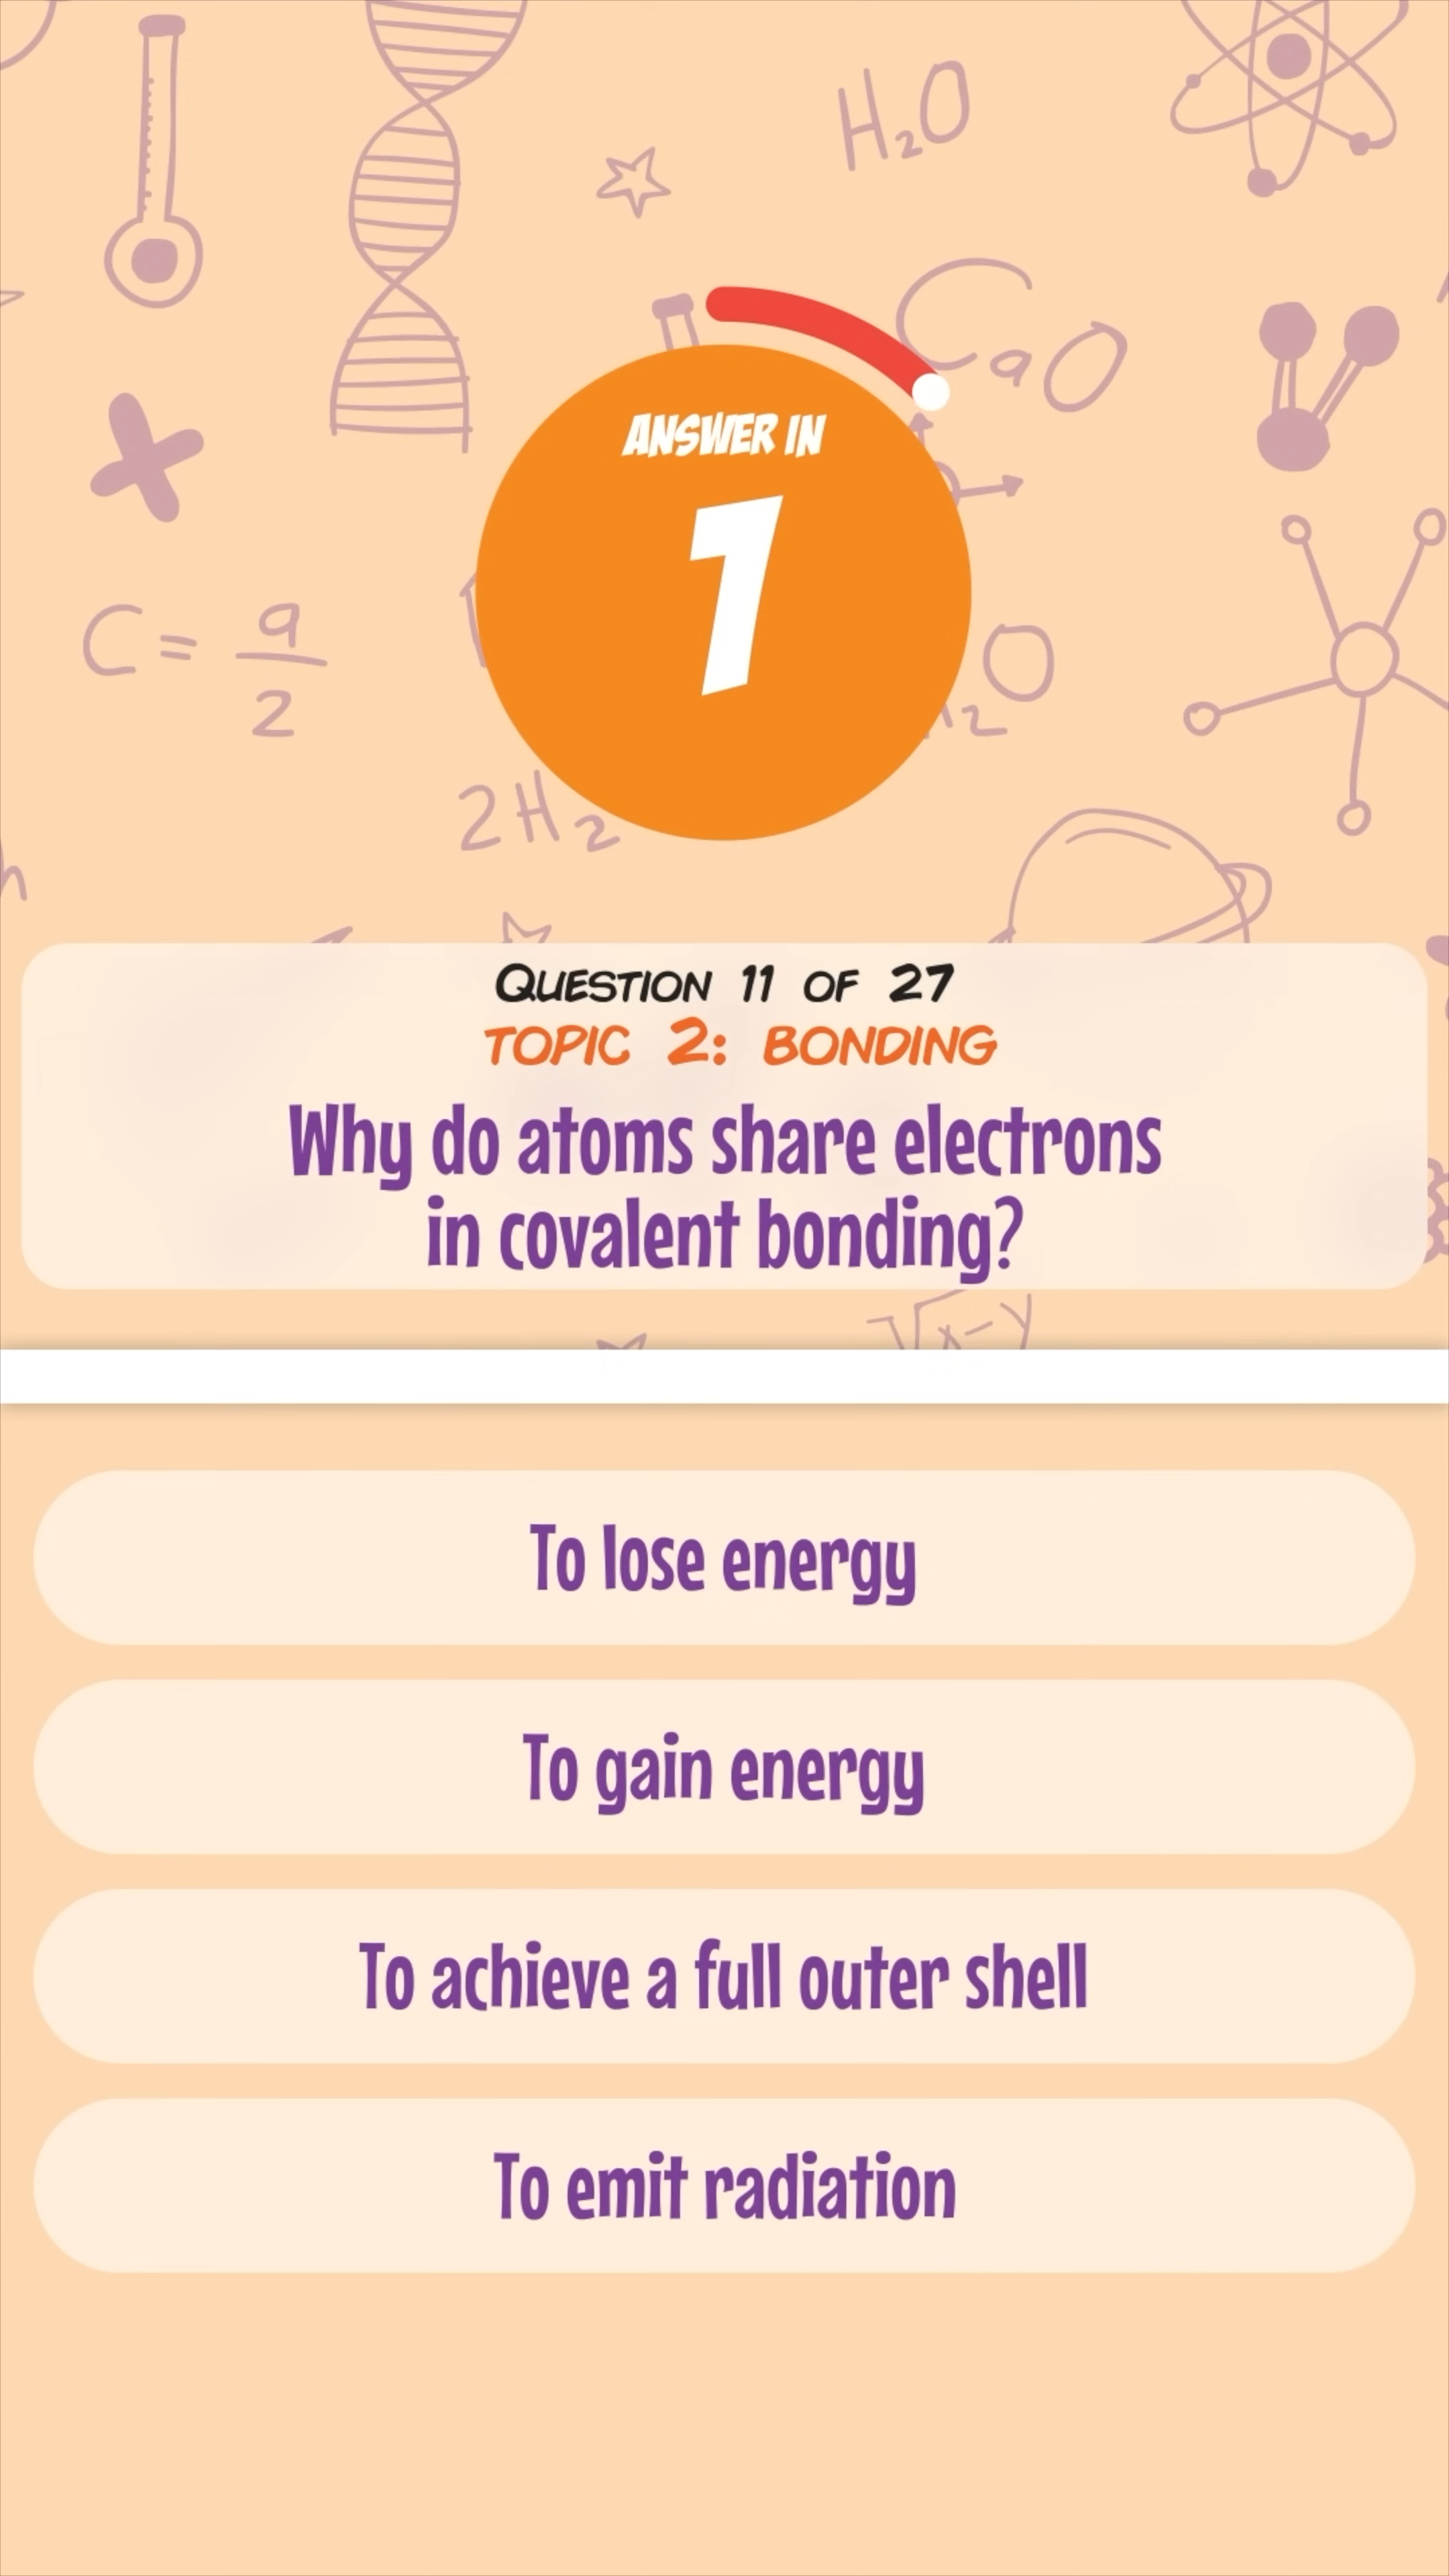 H₂O
CaO
ANSWER IN
1
C = a/2
₂O
2H₂
QUESTION 11 OF 27
TOPIC 2: BONDING
Why do atoms share electrons
in covalent bonding?
√x-y
To lose energy
To gain energy
To achieve a full outer shell
To emit radiation